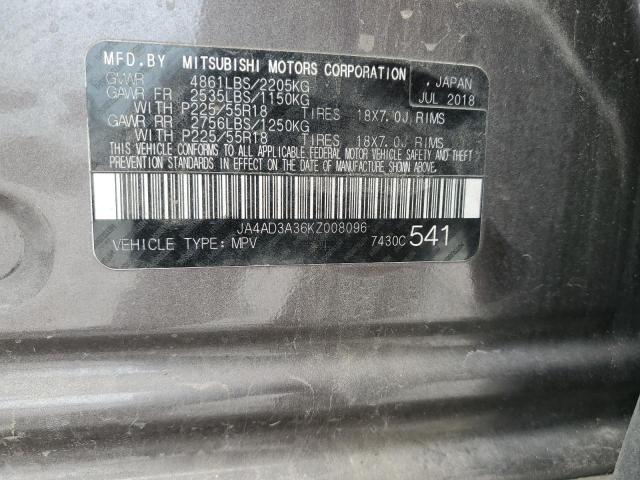 MFD.BY MITSUBISHI MOTORS CORPORATION , JAPAN
GVWR 4861LBS/2205KG JUL 2018
GAWR FR 2535LBS/1150KG
WITH P225/55R18 TIRES 18X7.0J RIMS
GAWR RR 2756LBS/1250KG
WITH P225/55R18 TIRES 18X7.0J RIMS
THIS VEHICLE CONFORMS TO ALL APPLICABLE FEDERAL MOTOR VEHICLE SAFETY AND THEFT
PREVENTION STANDARDS IN EFFECT ON THE DATE OF MANUFACTURE SHOWN ABOVE.
JA4AD3A36KZ008096
VEHICLE TYPE: MPV 7430C 541